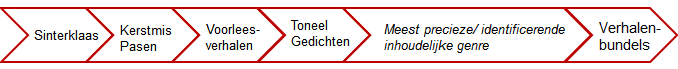 Sinterklaas
Kerstmis
Pasen
Voorlees-
verhalen
Toneel
Gedichten
Meest precieze/ identificerende
inhoudelijke genre
Verhalen-
bundels